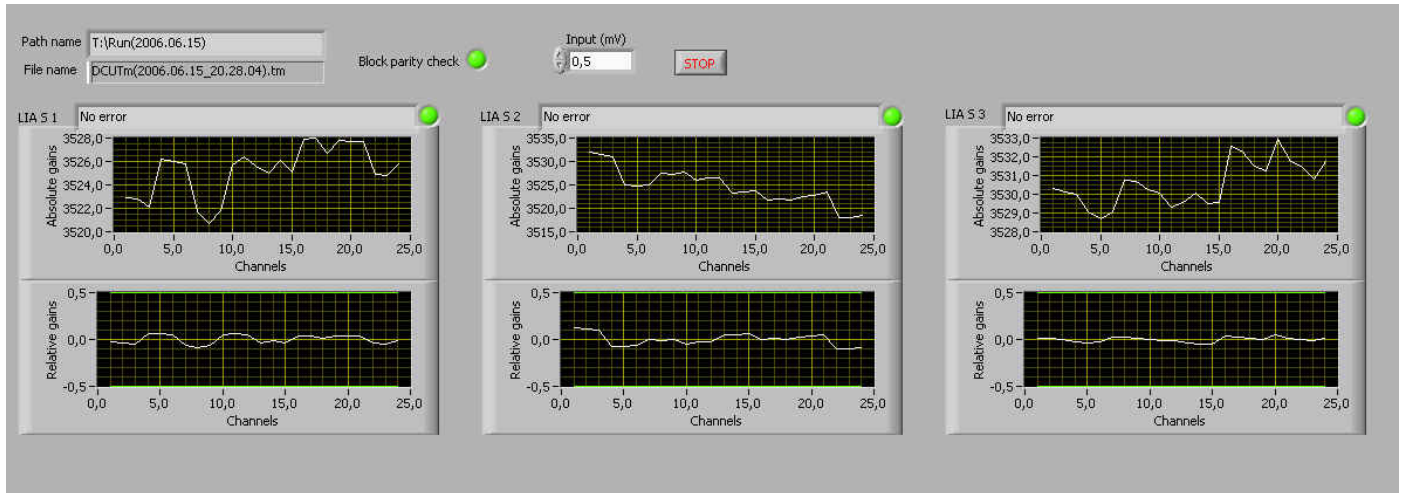 Path name T:\Run(2006.06.15)
File name DCUTm(2006.06.15_20.28.04).tm
Block parity check
Input (mV)
0,5
STOP
LIA S 1 No error
Absolute gains
3528,0
3526,0
3524,0
3522,0
3520,0
0,0 5,0 10,0 15,0 20,0 25,0
Channels
Relative gains
0,5
0,0
-0,5
0,0 5,0 10,0 15,0 20,0 25,0
Channels
LIA S 2 No error
Absolute gains
3535,0
3530,0
3525,0
3520,0
3515,0
0,0 5,0 10,0 15,0 20,0 25,0
Channels
Relative gains
0,5
0,0
-0,5
0,0 5,0 10,0 15,0 20,0 25,0
Channels
LIA S 3 No error
Absolute gains
3533,0
3532,0
3531,0
3530,0
3529,0
3528,0
0,0 5,0 10,0 15,0 20,0 25,0
Channels
Relative gains
0,5
0,0
-0,5
0,0 5,0 10,0 15,0 20,0 25,0
Channels